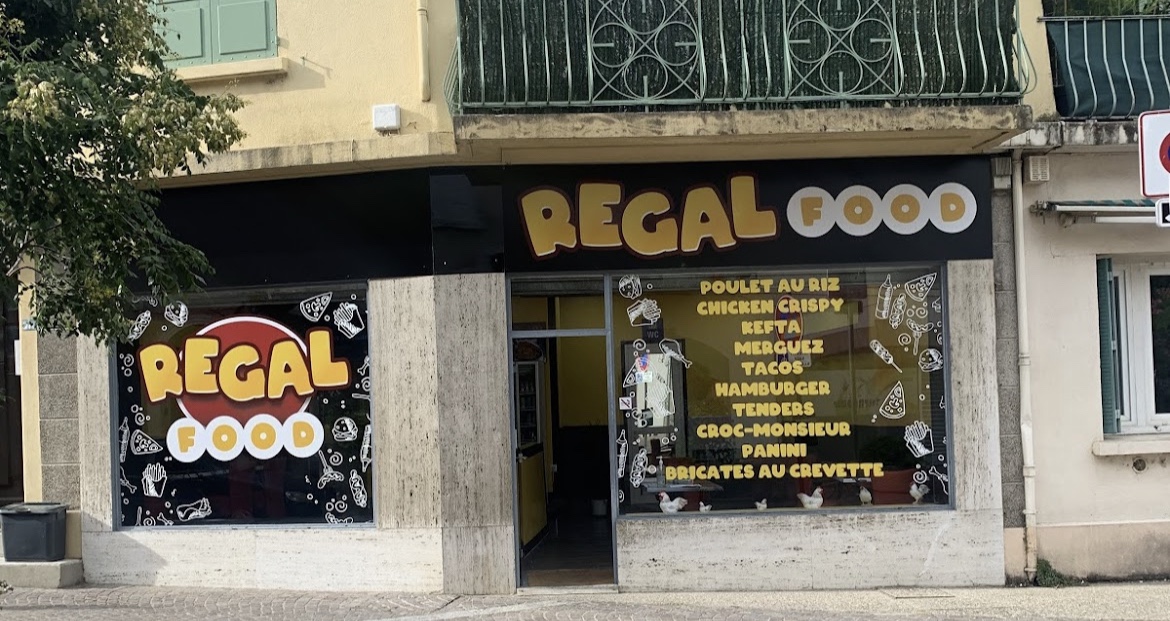 REGAL FOOD
REGAL
FOOD
POULET AU RIZ
CHICKEN CRISPY
KEFTA
MERGUEZ
TACOS
HAMBURGER
TENDERS
CROC-MONSIEUR
PANINI
BRICATES AU CREVETTE
WC